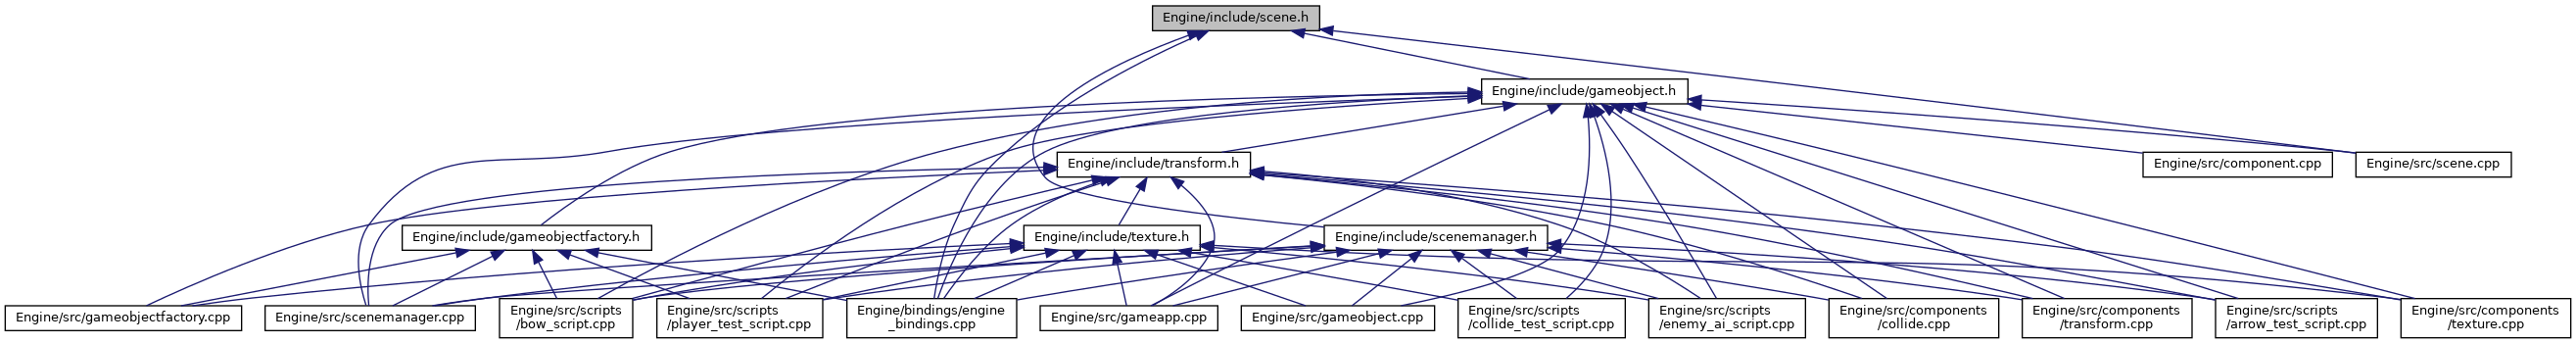 Engine/include/scene.h
Engine/include/gameobject.h
Engine/include/transform.h
Engine/src/component.cpp
Engine/src/scene.cpp
Engine/include/gameobjectfactory.h
Engine/include/texture.h
Engine/include/scenemanager.h
Engine/src/gameobjectfactory.cpp
Engine/src/scenemanager.cpp
Engine/src/scripts
/bow_script.cpp
Engine/src/scripts
/player_test_script.cpp
Engine/bindings/engine
_bindings.cpp
Engine/src/gameapp.cpp
Engine/src/gameobject.cpp
Engine/src/scripts
/collide_test_script.cpp
Engine/src/scripts
/enemy_ai_script.cpp
Engine/src/components
/collide.cpp
Engine/src/components
/transform.cpp
Engine/src/scripts
/arrow_test_script.cpp
Engine/src/components
/texture.cpp